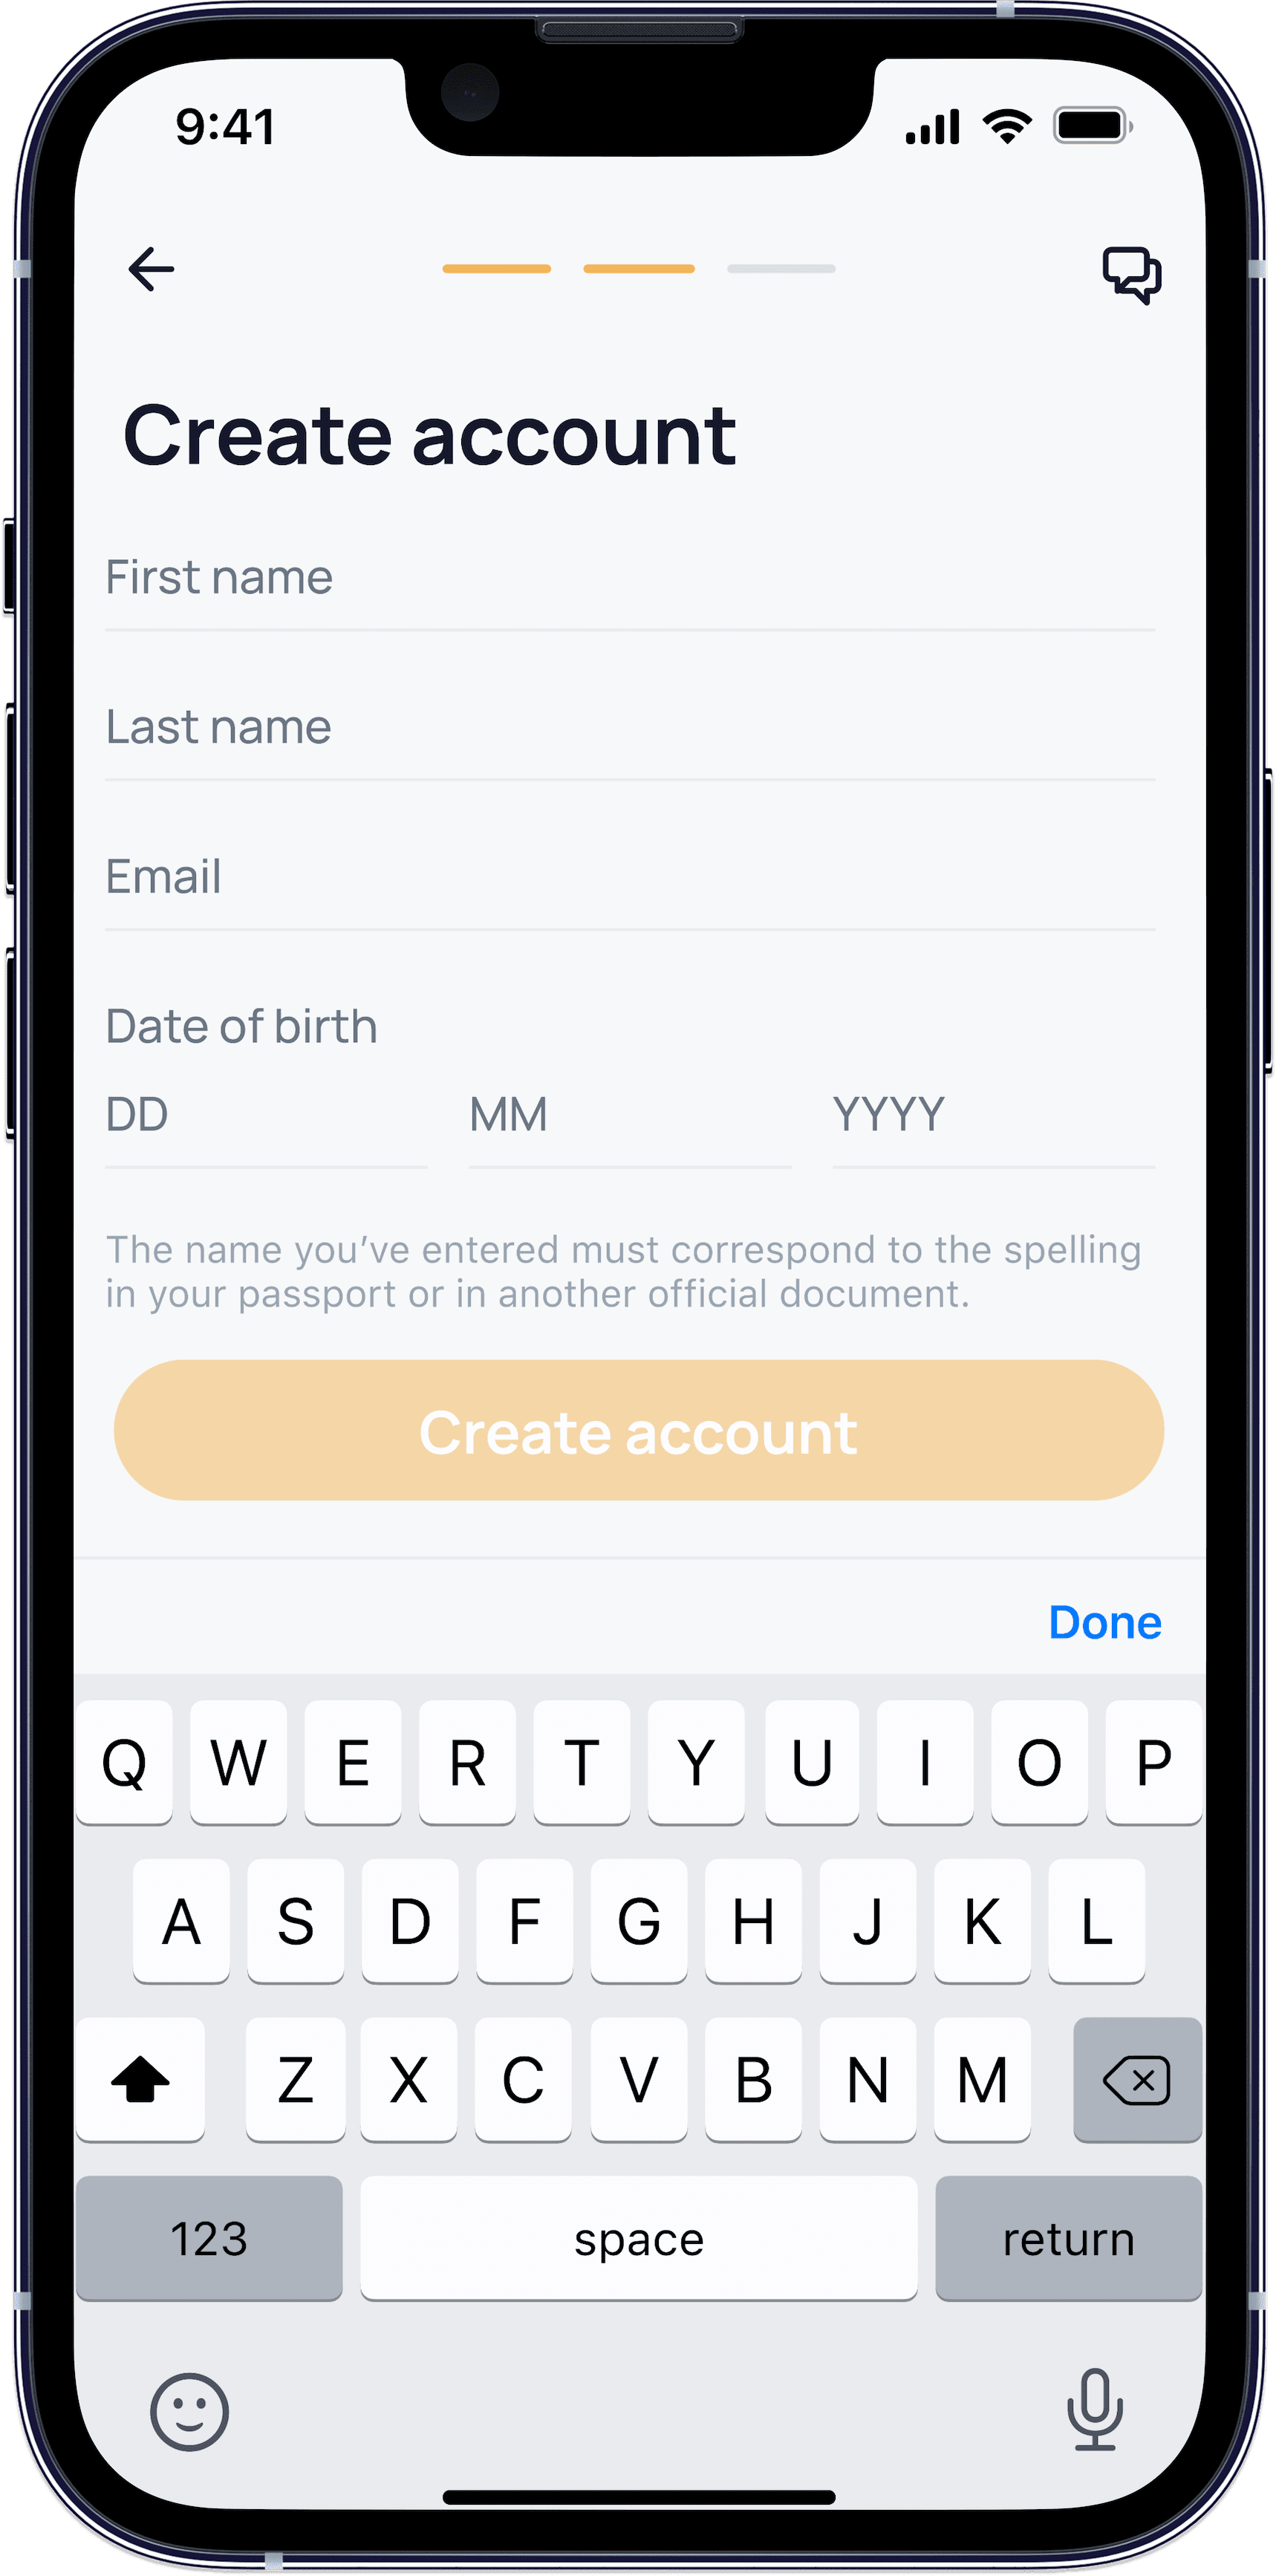 9:41
Create account
First name
Last name
Email
Date of birth
DD MM YYYY
The name you’ve entered must correspond to the spelling
in your passport or in another official document.
Create account
Done
Q W E R T Y U I O P
A S D F G H J K L
Z X C V B N M
123 space return